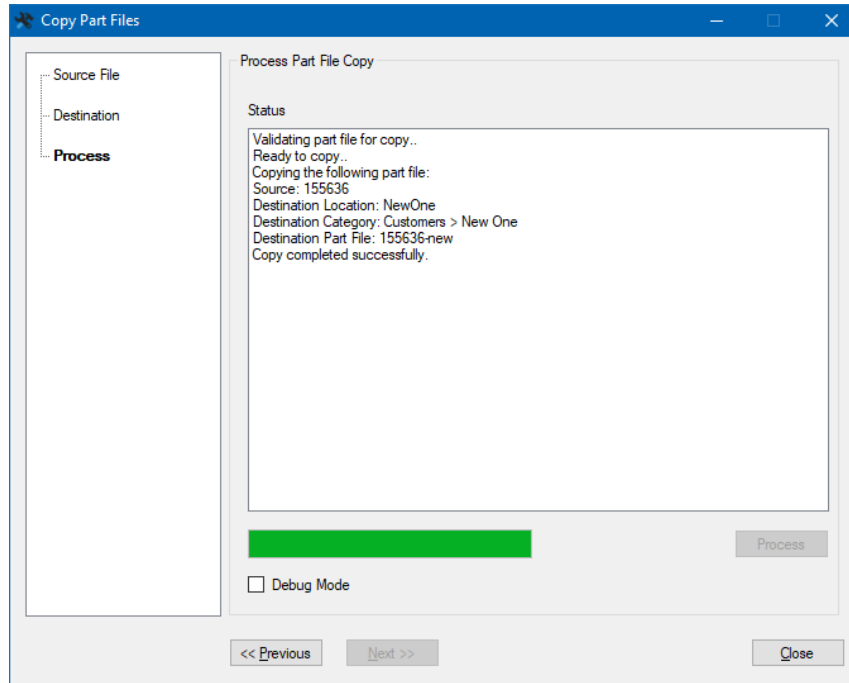 Copy Part Files
Source File
Destination
Process
Process Part File Copy
Status
Validating part file for copy..
Ready to copy..
Copying the following part file:
Source: 155636
Destination Location: NewOne
Destination Category: Customers > New One
Destination Part File: 155636-new
Copy completed successfully.
Process
Debug Mode
<< Previous
Next >>
Close